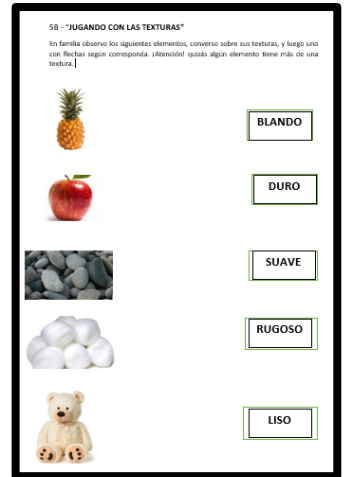 5B - "JUGANDO CON LAS TEXTURAS"
En familia observo los siguientes elementos, converso sobre sus texturas, y luego uno
con flechas según corresponda. ¡Atención! quizás algún elemento tiene más de una
textura.
BLANDO
DURO
SUAVE
RUGOSO
LISO